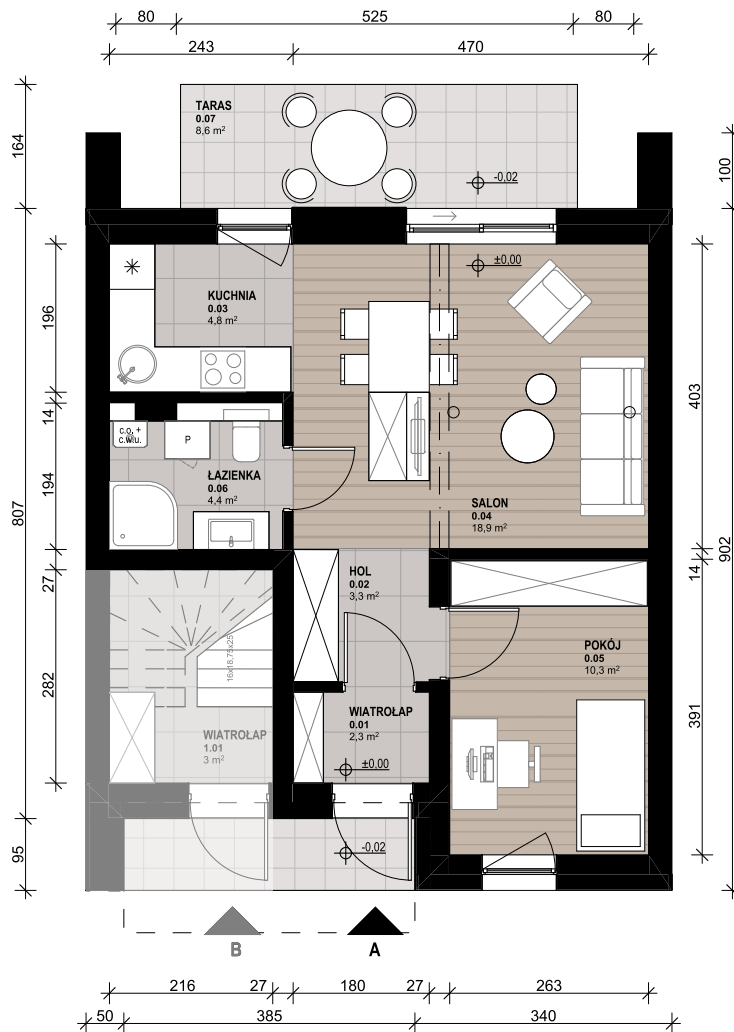 80 525 80
243 470
TARAS
0.07
8,6 m²
-0,02
164
100
±0,00
KUCHNIA
0.03
4,8 m²
196
403
14
c.o. +
c.w.u.
P
ŁAZIENKA
0.06
4,4 m²
194
SALON
0.04
18,9 m²
807
902
HOL
0.02
3,3 m²
14
27
16x18,75x25
POKÓJ
0.05
10,3 m²
282
WIATROŁAP
0.01
2,3 m²
391
WIATROŁAP
1.01
3 m²
±0,00
95
-0,02
B A
216 27 180 27 263
50 385 340